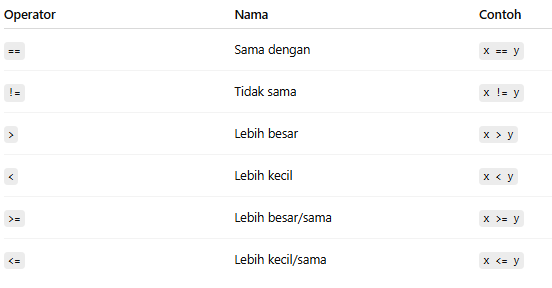 Operator Nama Contoh
== Sama dengan x == y
!= Tidak sama x != y
> Lebih besar x > y
< Lebih kecil x < y
>= Lebih besar/sama x >= y
<= Lebih kecil/sama x <= y